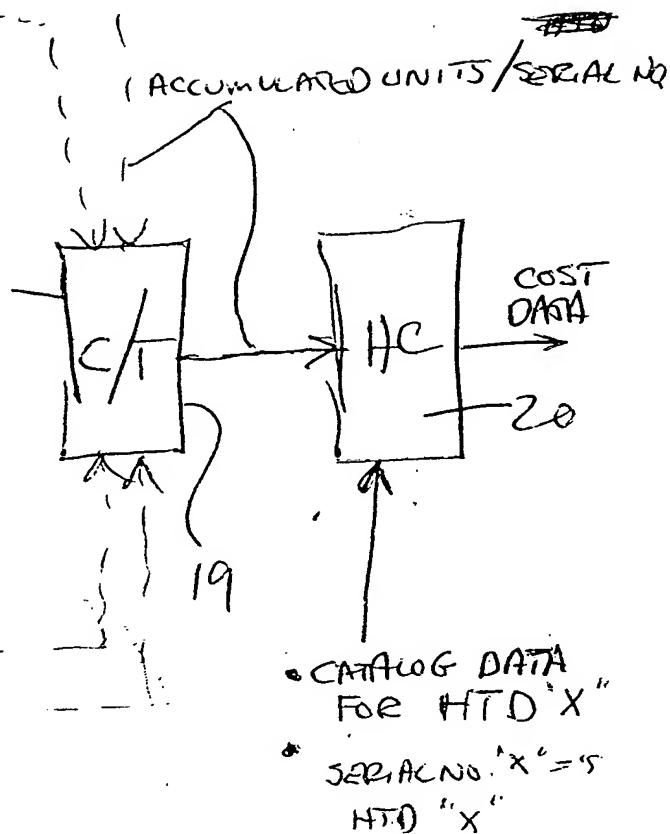 ACCUMULATED UNITS/SERIAL NO
COST
DATA
C/T
HC
20
19
• CATALOG DATA
FOR HTD "X"
• SERIAL NO. "X" =
HTD "X"